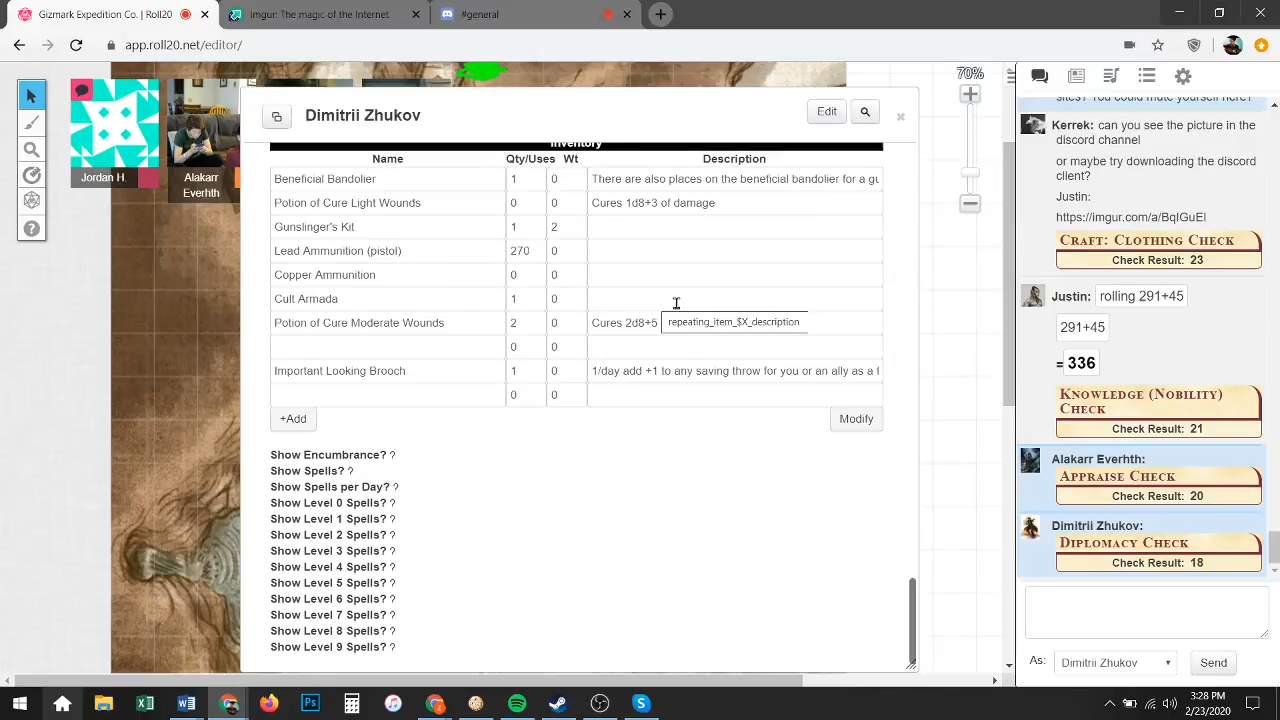 Gizmark Expedition Co. | Roll20
Imgur
#general
app.roll20.net/editor/
70%
Jordan H.
Alakarr
Everhth
Dimitrii Zhukov
Edit
Inventory
Name Qty/Uses Wt Description
Beneficial Bandolier 1 0 There are also places on the beneficial bandolier for a gu
Potion of Cure Light Wounds 0 0 Cures 1d8+3 of damage
Gunslinger's Kit 1 2
Lead Ammunition (pistol) 270 0
Copper Ammunition 0 0
Cult Armada 1 0
Potion of Cure Moderate Wounds 2 0 Cures 2d8+5
repeating_item_$X_description
0 0
Important Looking Brooch 1 0 1/day add +1 to any saving throw for you or an ally as a f
0 0
+Add
Modify
Show Encumbrance? ?
Show Spells? ?
Show Spells per Day? ?
Show Level 0 Spells? ?
Show Level 1 Spells? ?
Show Level 2 Spells? ?
Show Level 3 Spells? ?
Show Level 4 Spells? ?
Show Level 5 Spells? ?
Show Level 6 Spells? ?
Show Level 7 Spells? ?
Show Level 8 Spells? ?
Show Level 9 Spells? ?
sites? you could mute yourself here?
Kerrek: can you see the picture in the
discord channel
or maybe try downloading the discord
client?
Justin:
https://imgur.com/a/BqIGuEl
Craft: Clothing Check
Check Result: 23
Justin: rolling 291+45
291+45
= 336
Knowledge (Nobility)
Check
Check Result: 21
Alakarr Everhth:
Appraise Check
Check Result: 20
Dimitrii Zhukov:
Diplomacy Check
Check Result: 18
As: Dimitrii Zhukov
Send
3:28 PM
2/23/2020